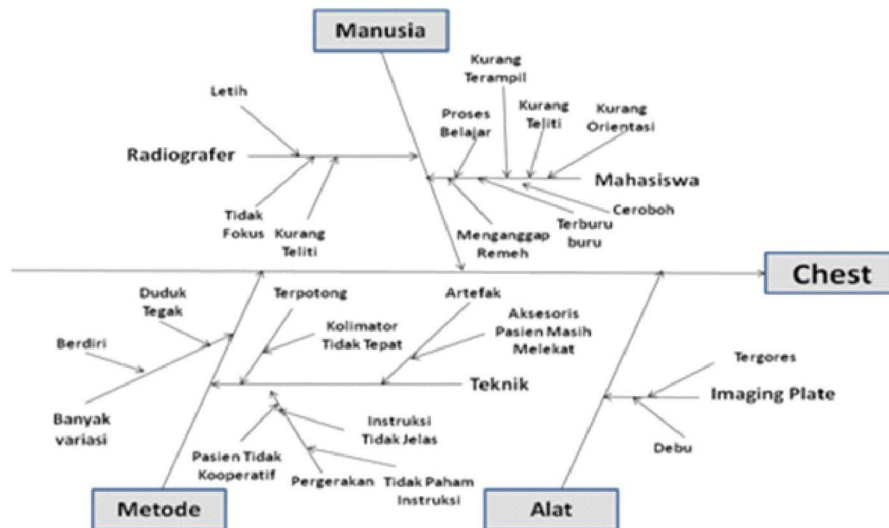 Manusia
Kurang
Terampil
Letih
Proses
Belajar
Kurang
Teliti
Kurang
Orientasi
Radiografer
Mahasiswa
Tidak
Fokus
Kurang
Teliti
Menganggap
Remeh
Terburu
buru
Ceroboh
Chest
Duduk
Tegak
Terpotong
Artefak
Berdiri
Kolimator
Tidak Tepat
Aksesoris
Pasien Masih
Melekat
Tergores
Teknik
Imaging Plate
Banyak
variasi
Instruksi
Tidak Jelas
Pasien Tidak
Kooperatif
Pergerakan
Tidak Paham
Instruksi
Debu
Metode
Alat